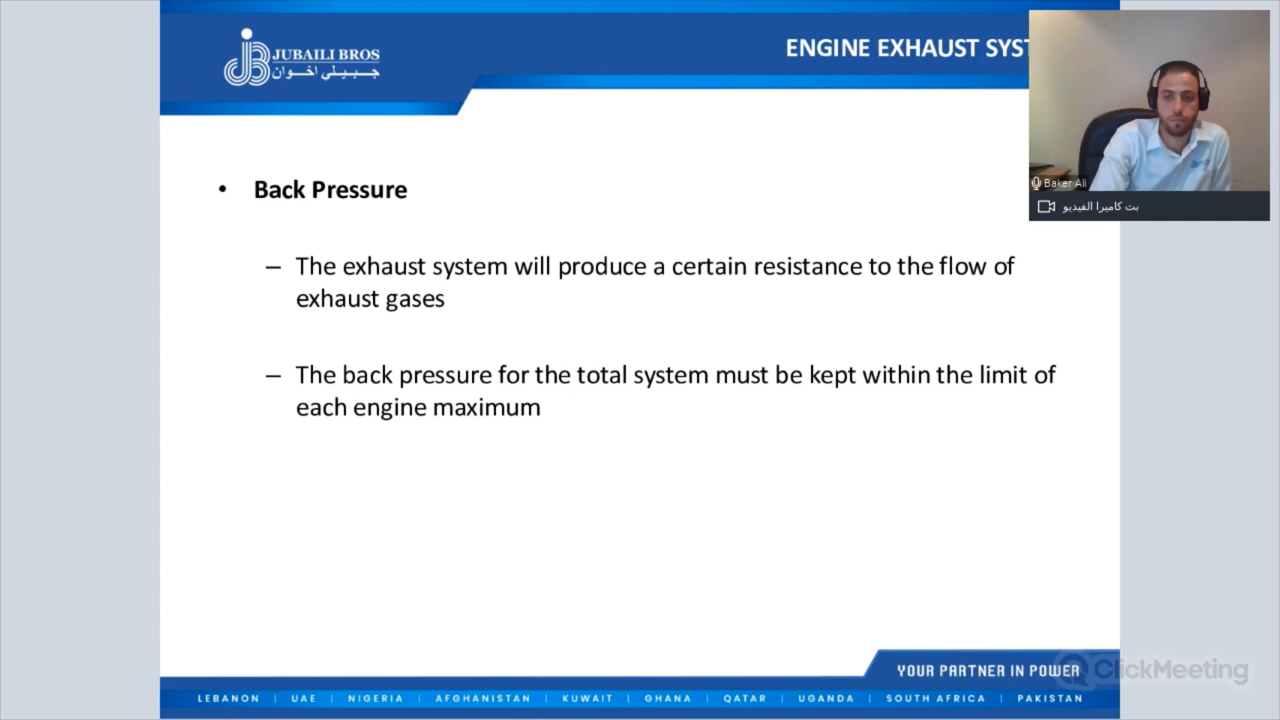 JUBAILI BROS
جبيلي اخوان
ENGINE EXHAUST SYST
• Back Pressure
– The exhaust system will produce a certain resistance to the flow of
exhaust gases
– The back pressure for the total system must be kept within the limit of
each engine maximum
Baker Ali
بث كاميرا الفيديو
YOUR PARTNER IN POWER
ClickMeeting
LEBANON | UAE | NIGERIA | AFGHANISTAN | KUWAIT | GHANA | QATAR | UGANDA | SOUTH AFRICA | PAKISTAN